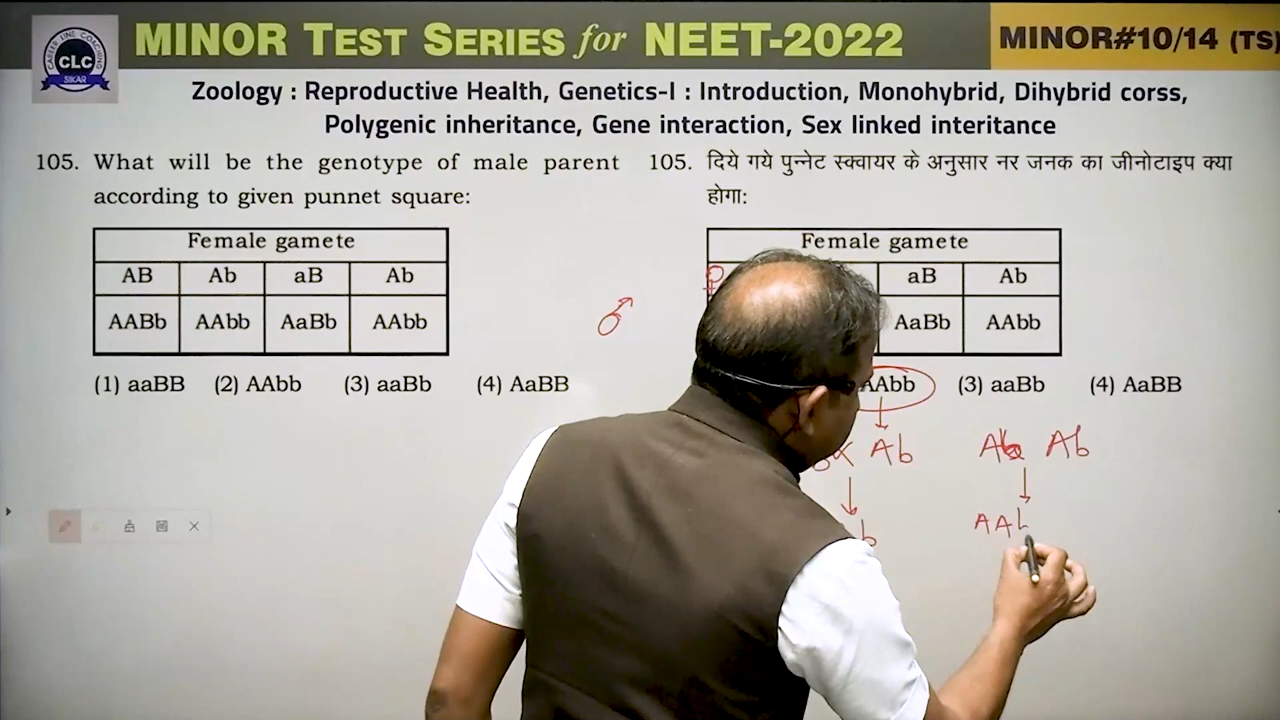 CAREER LINE COACHING
CLC
SIKAR
MINOR TEST SERIES for NEET-2022
MINOR#10/14 (TS)
Zoology : Reproductive Health, Genetics-I : Introduction, Monohybrid, Dihybrid corss,
Polygenic inheritance, Gene interaction, Sex linked interitance
105. What will be the genotype of male parent
according to given punnet square:
Female gamete
AB Ab aB Ab
AABb AAbb AaBb AAbb
(1) aaBB (2) AAbb (3) aaBb (4) AaBB
105. दिये गये पुन्नेट स्क्वायर के अनुसार नर जनक का जीनोटाइप क्या
होगा:
Female gamete
aB Ab
AaBb AAbb
AAbb (3) aaBb (4) AaBB
♂
♀
Ab
Ab
b
AAb